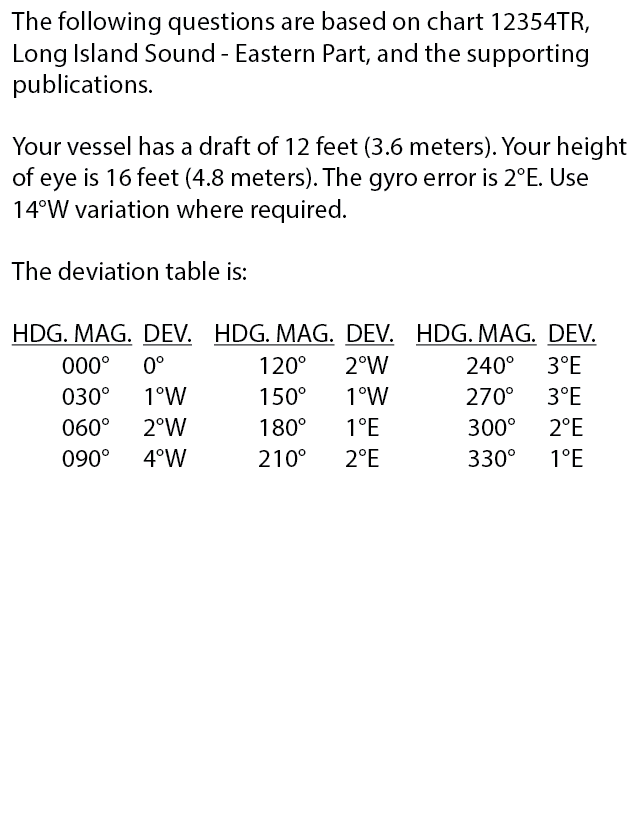 The following questions are based on chart 12354TR,
Long Island Sound - Eastern Part, and the supporting
publications.
Your vessel has a draft of 12 feet (3.6 meters). Your height
of eye is 16 feet (4.8 meters). The gyro error is 2°E. Use
14°W variation where required.
The deviation table is:
HDG. MAG. DEV. HDG. MAG. DEV. HDG. MAG. DEV.
000° 0° 120° 2°W 240° 3°E
030° 1°W 150° 1°W 270° 3°E
060° 2°W 180° 1°E 300° 2°E
090° 4°W 210° 2°E 330° 1°E